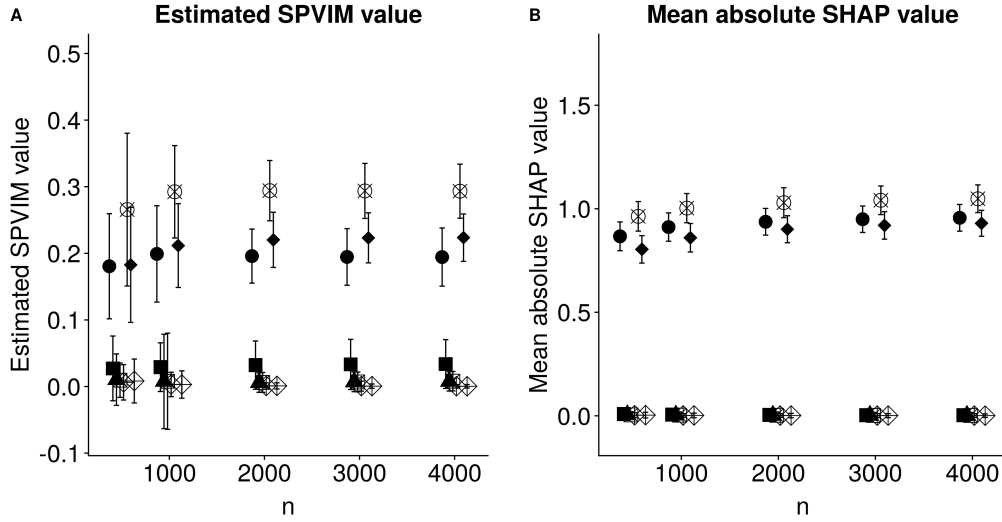 A
Estimated SPVIM value
Estimated SPVIM value
0.5
0.4
0.3
0.2
0.1
0.0
-0.1
1000 2000 3000 4000
n
B
Mean absolute SHAP value
Mean absolute SHAP value
1.5
1.0
0.5
0.0
1000 2000 3000 4000
n